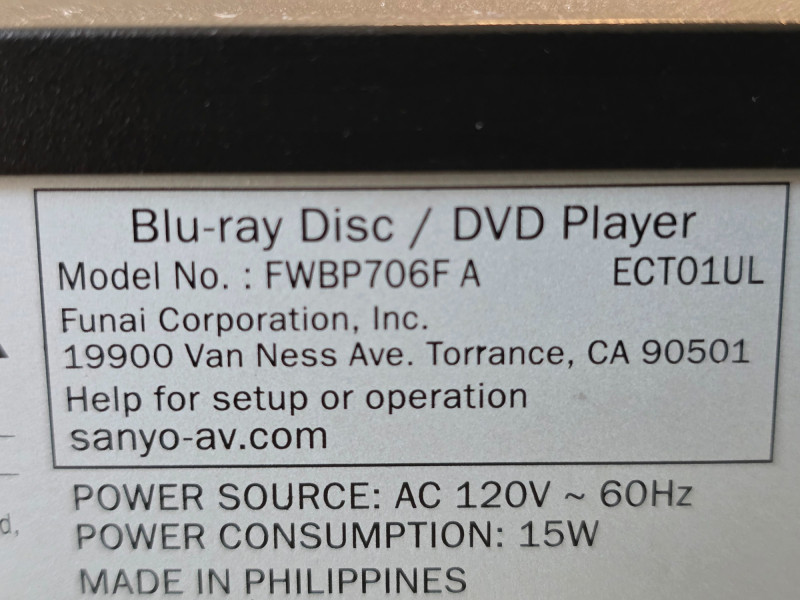 Blu-ray Disc / DVD Player
Model No. : FWBP706F A ECT01UL
Funai Corporation, Inc.
19900 Van Ness Ave. Torrance, CA 90501
Help for setup or operation
sanyo-av.com
POWER SOURCE: AC 120V ~ 60Hz
d,
POWER CONSUMPTION: 15W
MADE IN PHILIPPINES